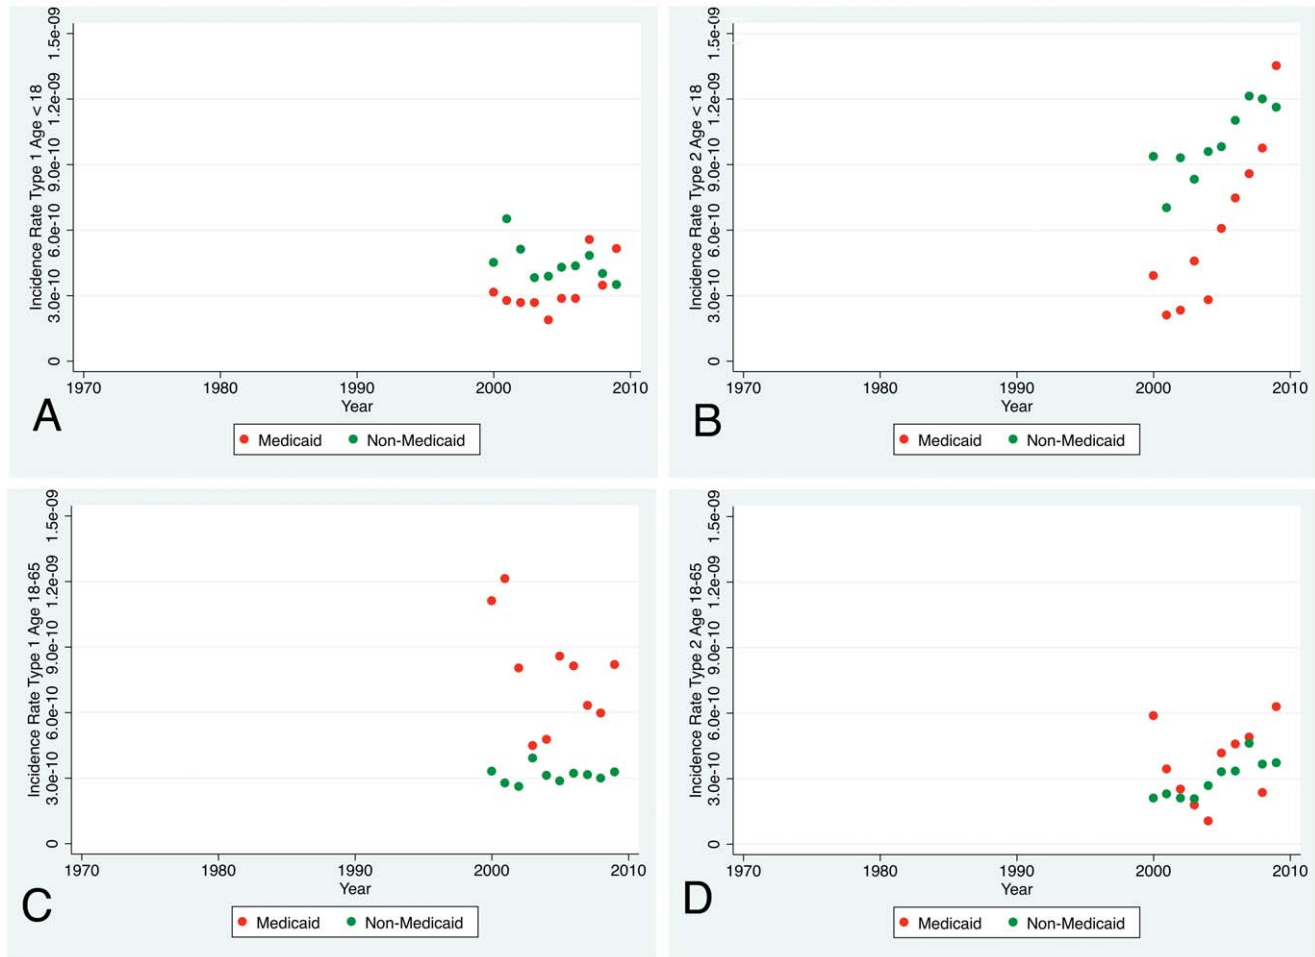 Incidence Rate Type 1 Age < 18
1.5e-09
1.2e-09
9.0e-10
6.0e-10
3.0e-10
0
1970 1980 1990 2000 2010
Year
A
Medicaid Non-Medicaid
Incidence Rate Type 2 Age < 18
1.5e-09
1.2e-09
9.0e-10
6.0e-10
3.0e-10
0
1970 1980 1990 2000 2010
Year
B
Medicaid Non-Medicaid
Incidence Rate Type 1 Age 18-65
1.5e-09
1.2e-09
9.0e-10
6.0e-10
3.0e-10
0
1970 1980 1990 2000 2010
Year
C
Medicaid Non-Medicaid
Incidence Rate Type 2 Age 18-65
1.5e-09
1.2e-09
9.0e-10
6.0e-10
3.0e-10
0
1970 1980 1990 2000 2010
Year
D
Medicaid Non-Medicaid